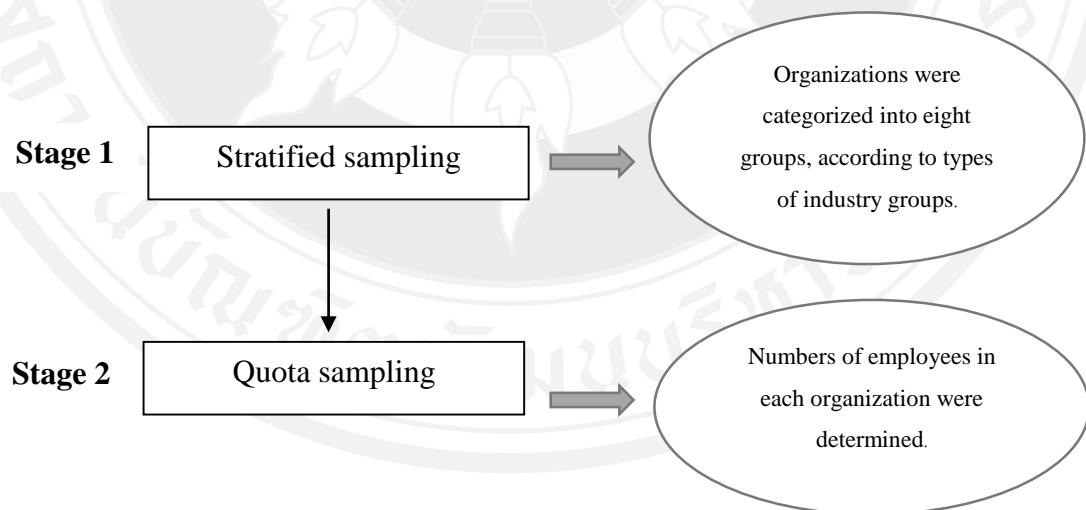 Organizations were
categorized into eight
groups, according to types
of industry groups.
Stage 1
Stratified sampling
Stage 2
Quota sampling
Numbers of employees in
each organization were
determined.